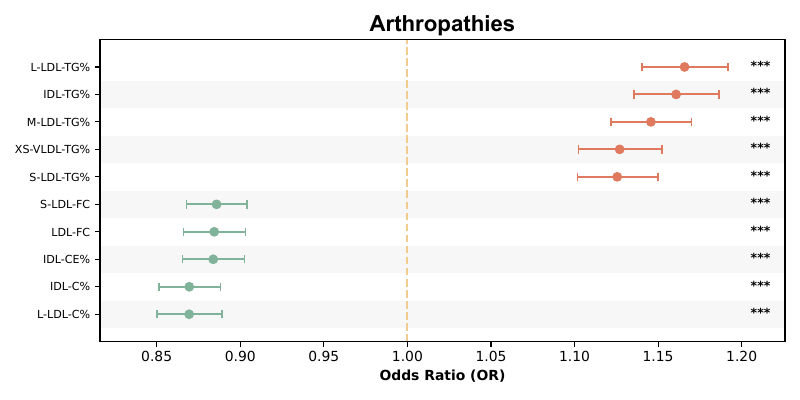 Arthropathies
L-LDL-TG% ***
IDL-TG% ***
M-LDL-TG% ***
XS-VLDL-TG% ***
S-LDL-TG% ***
S-LDL-FC ***
LDL-FC ***
IDL-CE% ***
IDL-C% ***
L-LDL-C% ***
0.85 0.90 0.95 1.00 1.05 1.10 1.15 1.20
Odds Ratio (OR)